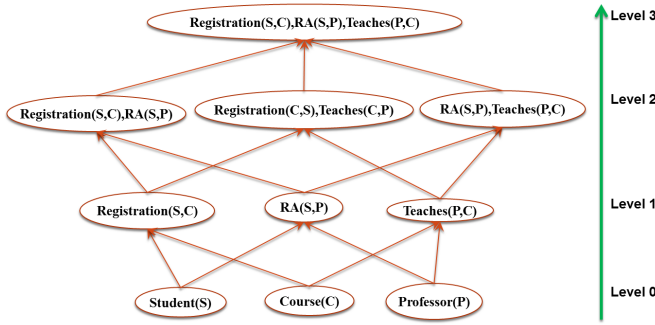 Registration(S,C),RA(S,P),Teaches(P,C)
Level 3
Registration(S,C),RA(S,P)
Registration(C,S),Teaches(C,P)
RA(S,P),Teaches(P,C)
Level 2
Registration(S,C)
RA(S,P)
Teaches(P,C)
Level 1
Student(S)
Course(C)
Professor(P)
Level 0